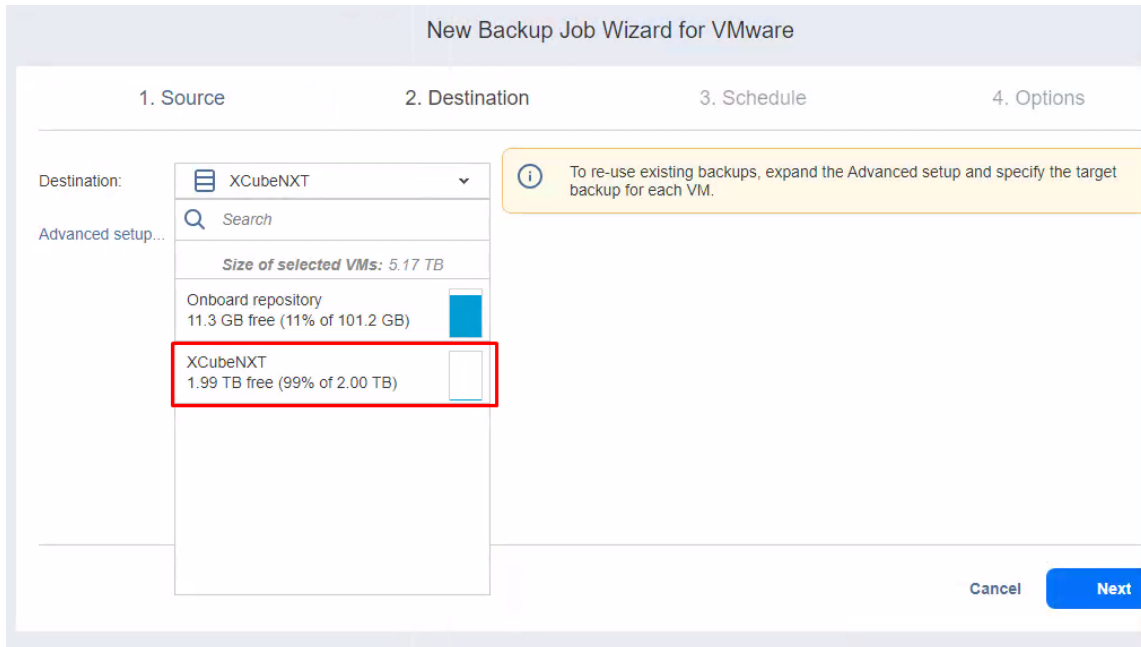 New Backup Job Wizard for VMware
1. Source
2. Destination
3. Schedule
4. Options
Destination:
XCubeNXT
To re-use existing backups, expand the Advanced setup and specify the target
backup for each VM.
Search
Advanced setup...
Size of selected VMs: 5.17 TB
Onboard repository
11.3 GB free (11% of 101.2 GB)
XCubeNXT
1.99 TB free (99% of 2.00 TB)
Cancel
Next